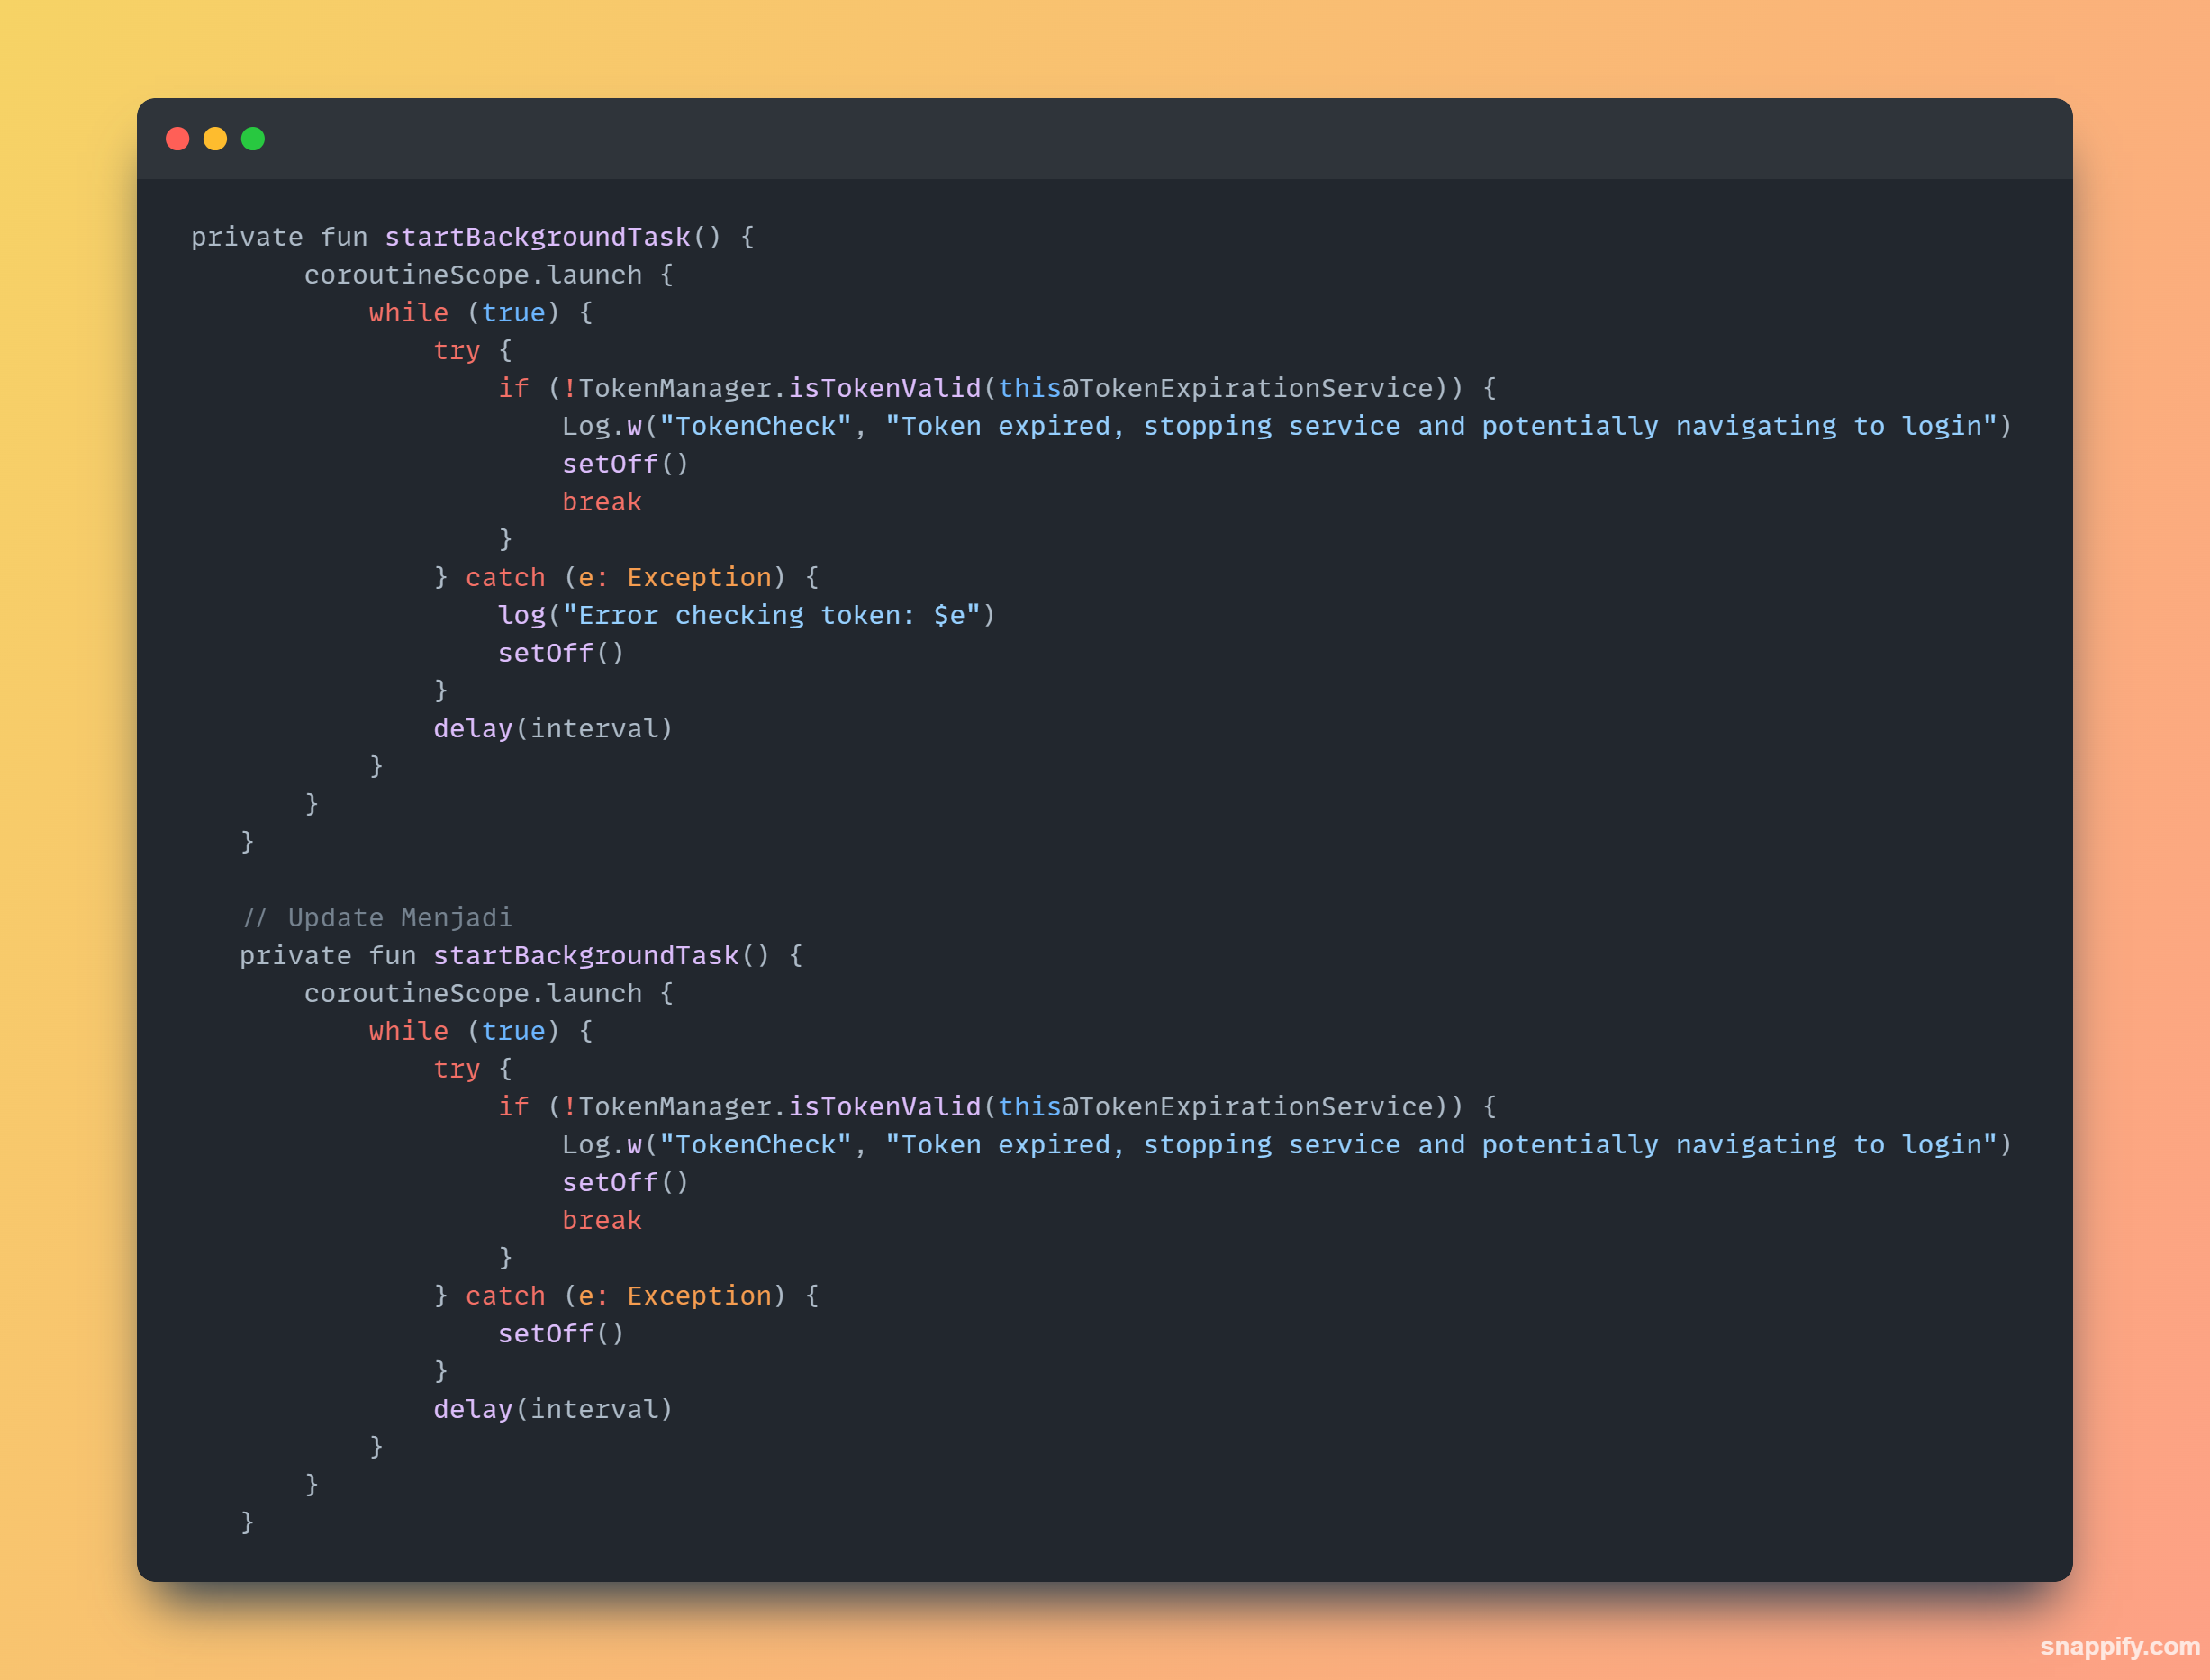 private fun startBackgroundTask() {
       coroutineScope.launch {
           while (true) {
               try {
                   if (!TokenManager.isTokenValid(this@TokenExpirationService)) {
                       Log.w("TokenCheck", "Token expired, stopping service and potentially navigating to login")
                       setOff()
                       break
                   }
               } catch (e: Exception) {
                   log("Error checking token: $e")
                   setOff()
               }
               delay(interval)
           }
       }
   }

   // Update Menjadi
   private fun startBackgroundTask() {
       coroutineScope.launch {
           while (true) {
               try {
                   if (!TokenManager.isTokenValid(this@TokenExpirationService)) {
                       Log.w("TokenCheck", "Token expired, stopping service and potentially navigating to login")
                       setOff()
                       break
                   }
               } catch (e: Exception) {
                   setOff()
               }
               delay(interval)
           }
       }
   }
snappify.com